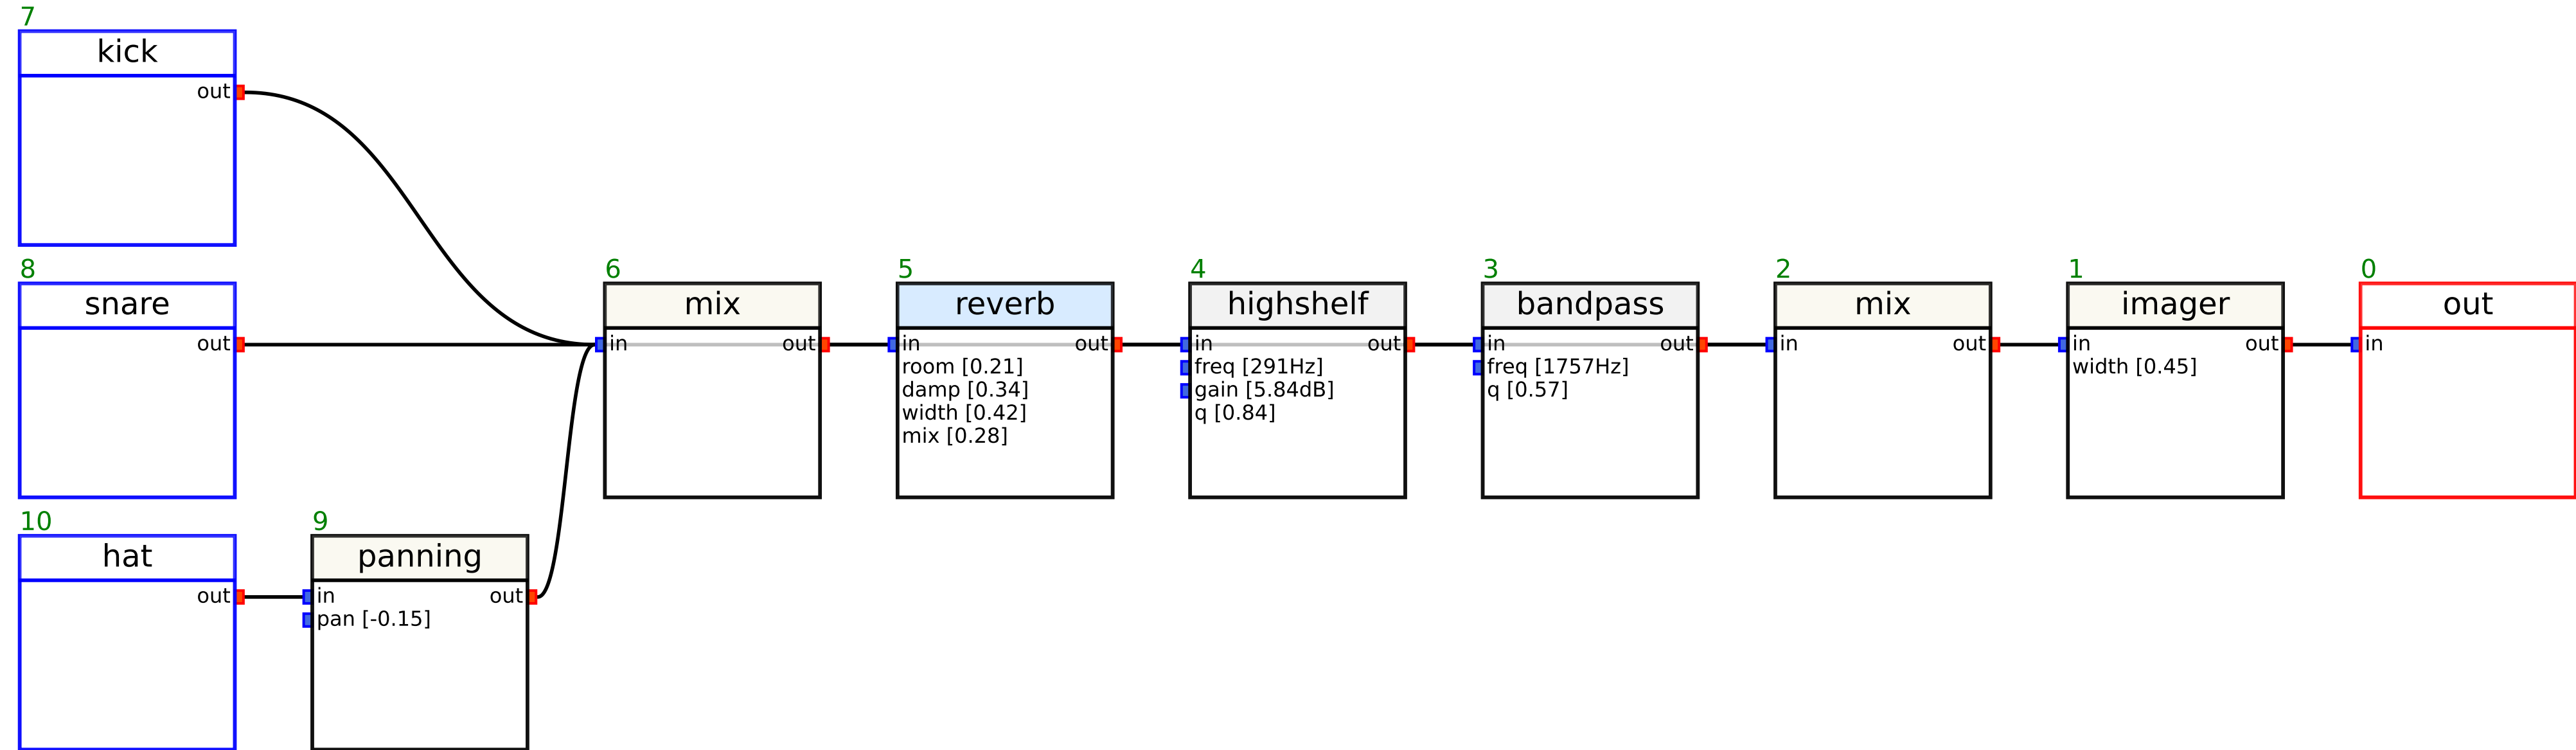 7
kick
out
8
snare
out
10
hat
out
9
panning
in out
pan [-0.15]
6
mix
in out
5
reverb
in out
room [0.21]
damp [0.34]
width [0.42]
mix [0.28]
4
highshelf
in out
freq [291Hz]
gain [5.84dB]
q [0.84]
3
bandpass
in out
freq [1757Hz]
q [0.57]
2
mix
in out
1
imager
in out
width [0.45]
0
out
in